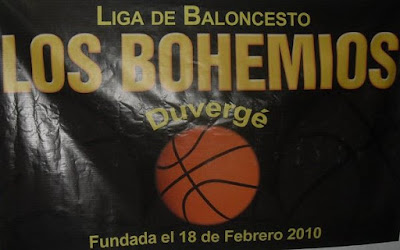 LIGA DE BALONCESTO
LOS BOHEMIOS
Duvergé
Fundada el 18 de Febrero 2010